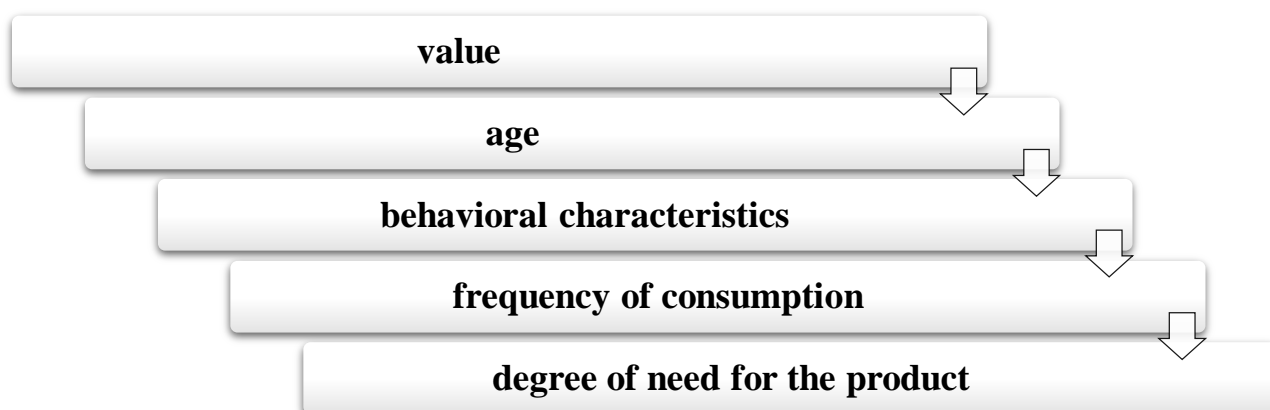 value
age
behavioral characteristics
frequency of consumption
degree of need for the product